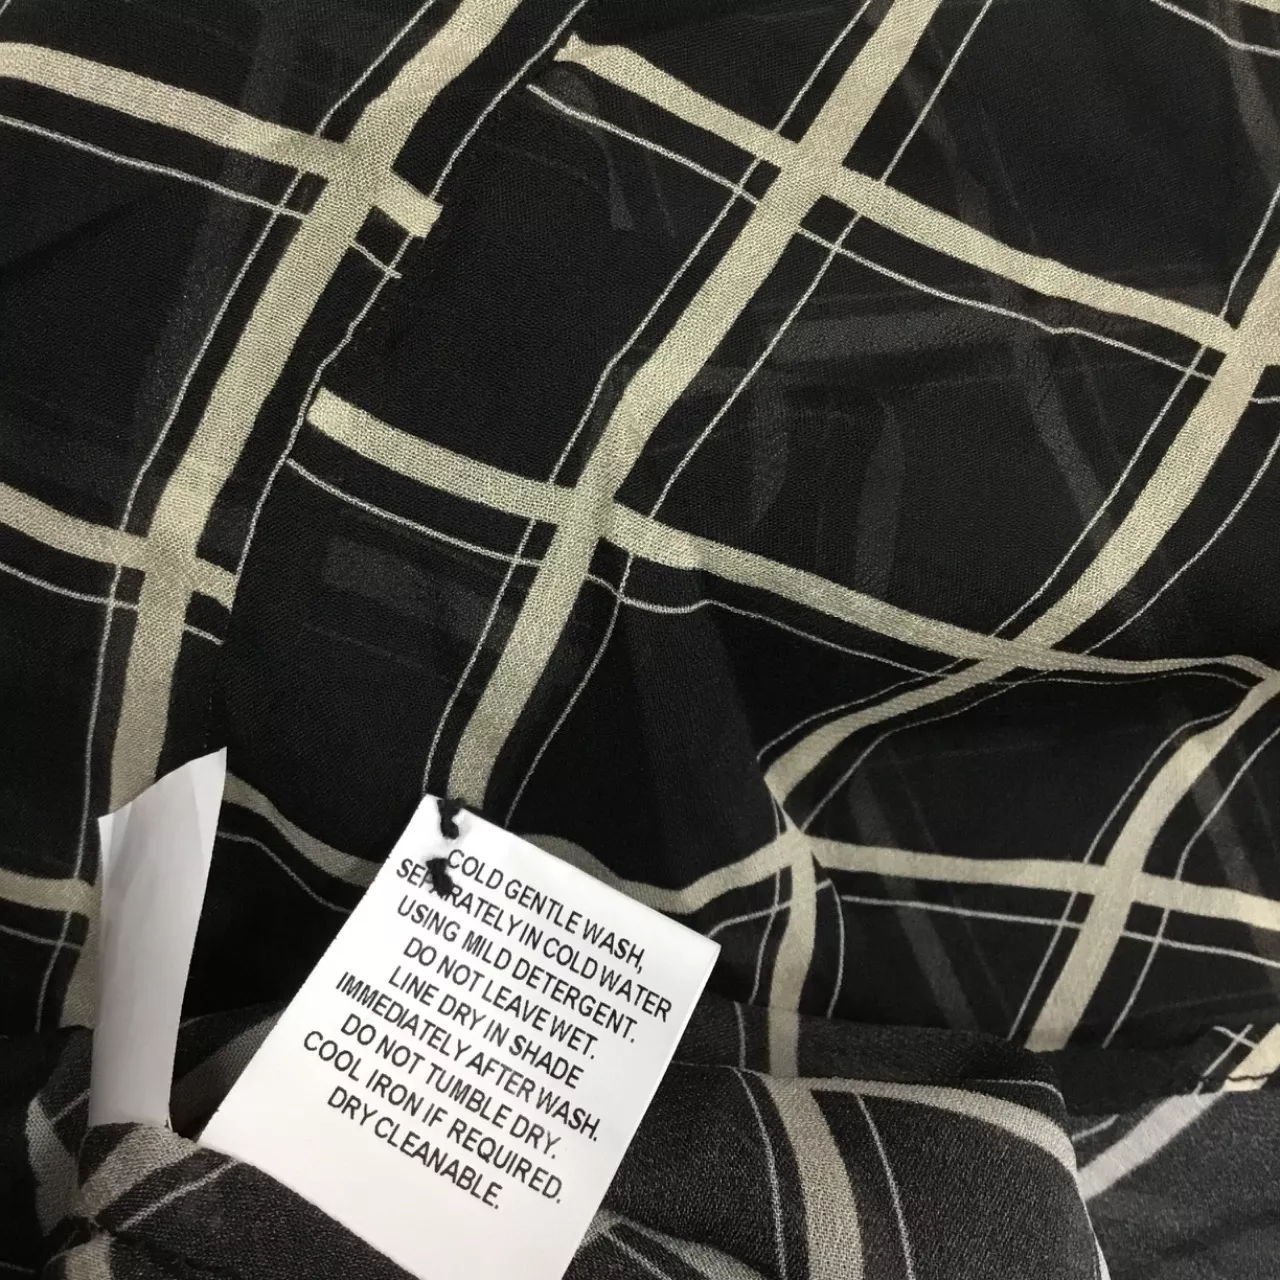 COLD GENTLE WASH,
SEPARATELY IN COLD WATER
USING MILD DETERGENT.
DO NOT LEAVE WET.
LINE DRY IN SHADE
IMMEDIATELY AFTER WASH.
DO NOT TUMBLE DRY.
COOL IRON IF REQUIRED.
DRY CLEANABLE.